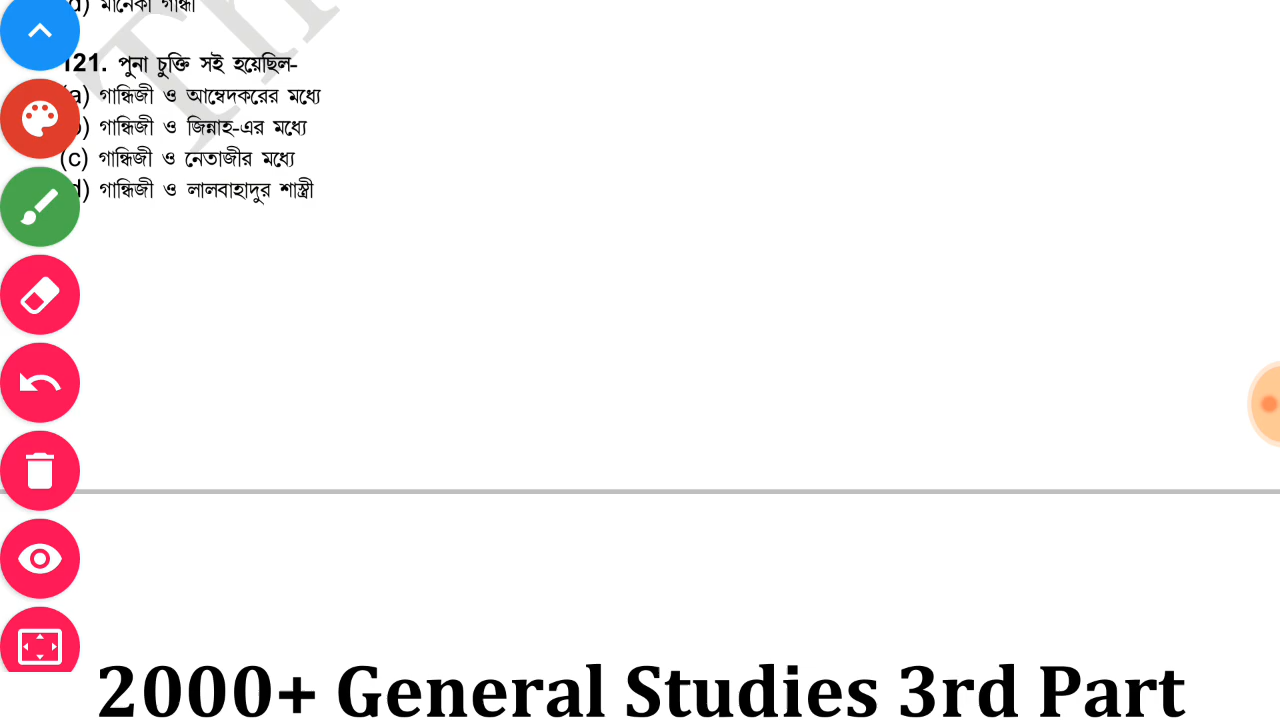 d) মানেকা গান্ধী
121. পুনা চুক্তি সই হয়েছিল-
a) গান্ধিজী ও আম্বেদকরের মধ্যে
) গান্ধিজী ও জিন্নাহ-এর মধ্যে
(c) গান্ধিজী ও নেতাজীর মধ্যে
d) গান্ধিজী ও লালবাহাদুর শাস্ত্রী
2000+ General Studies 3rd Part